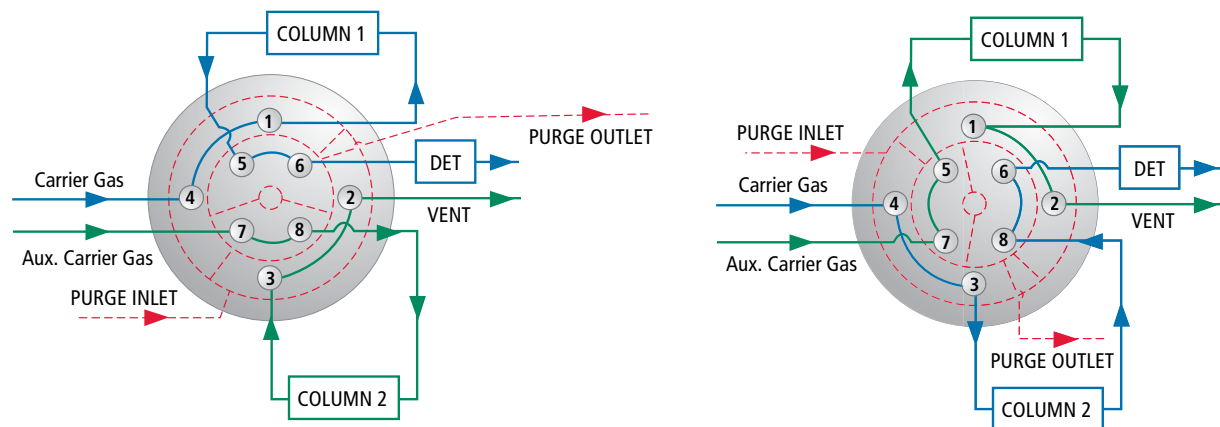 COLUMN 1
1
5
6
PURGE OUTLET
DET
Carrier Gas
4
2
VENT
7
8
Aux. Carrier Gas
3
PURGE INLET
COLUMN 2
COLUMN 1
1
PURGE INLET
5
6
DET
Carrier Gas
4
2
VENT
7
8
Aux. Carrier Gas
3
PURGE OUTLET
COLUMN 2